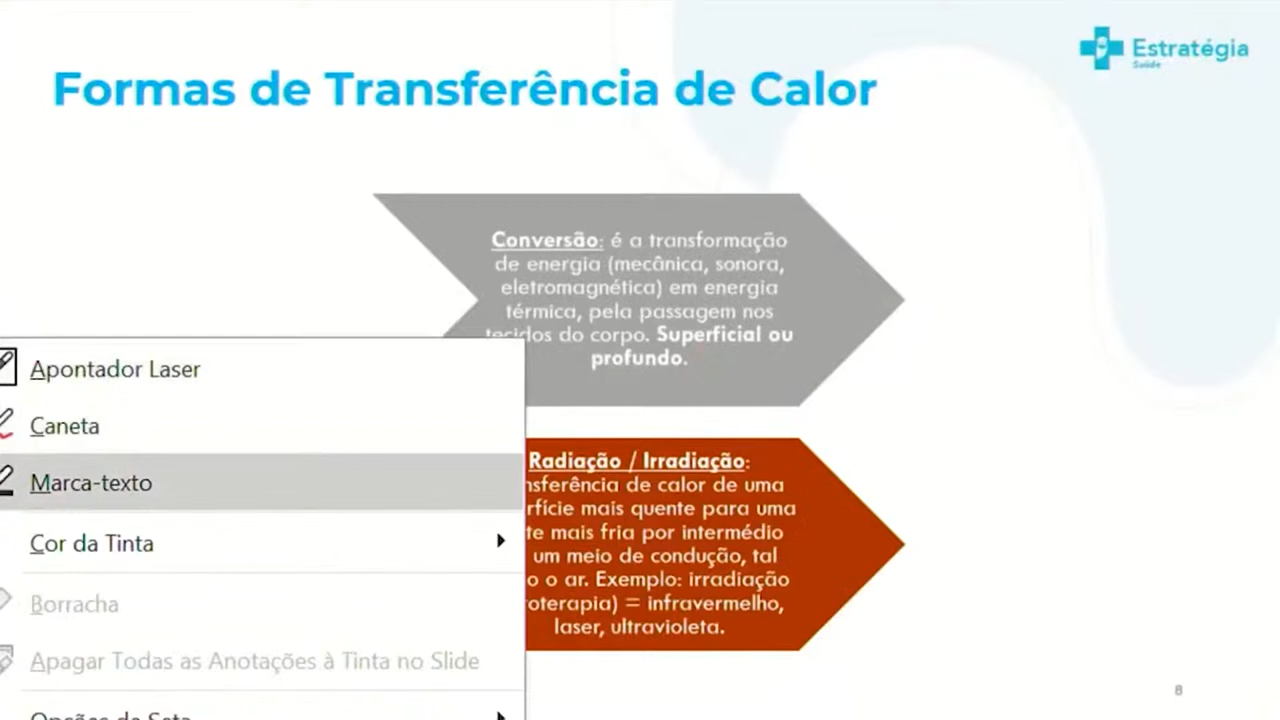 Estratégia
Saúde
Formas de Transferência de Calor
Conversão: é a transformação
de energia (mecânica, sonora,
eletromagnética) em energia
térmica, pela passagem nos
tecidos do corpo. Superficial ou
profundo.
Apontador Laser
Caneta
Marca-texto
Cor da Tinta
Borracha
Apagar Todas as Anotações à Tinta no Slide
Radiação / Irradiação:
nsferência de calor de uma
rfície mais quente para uma
te mais fria por intermédio
um meio de condução, tal
o o ar. Exemplo: irradiação
oterapia) = infravermelho,
laser, ultravioleta.
8